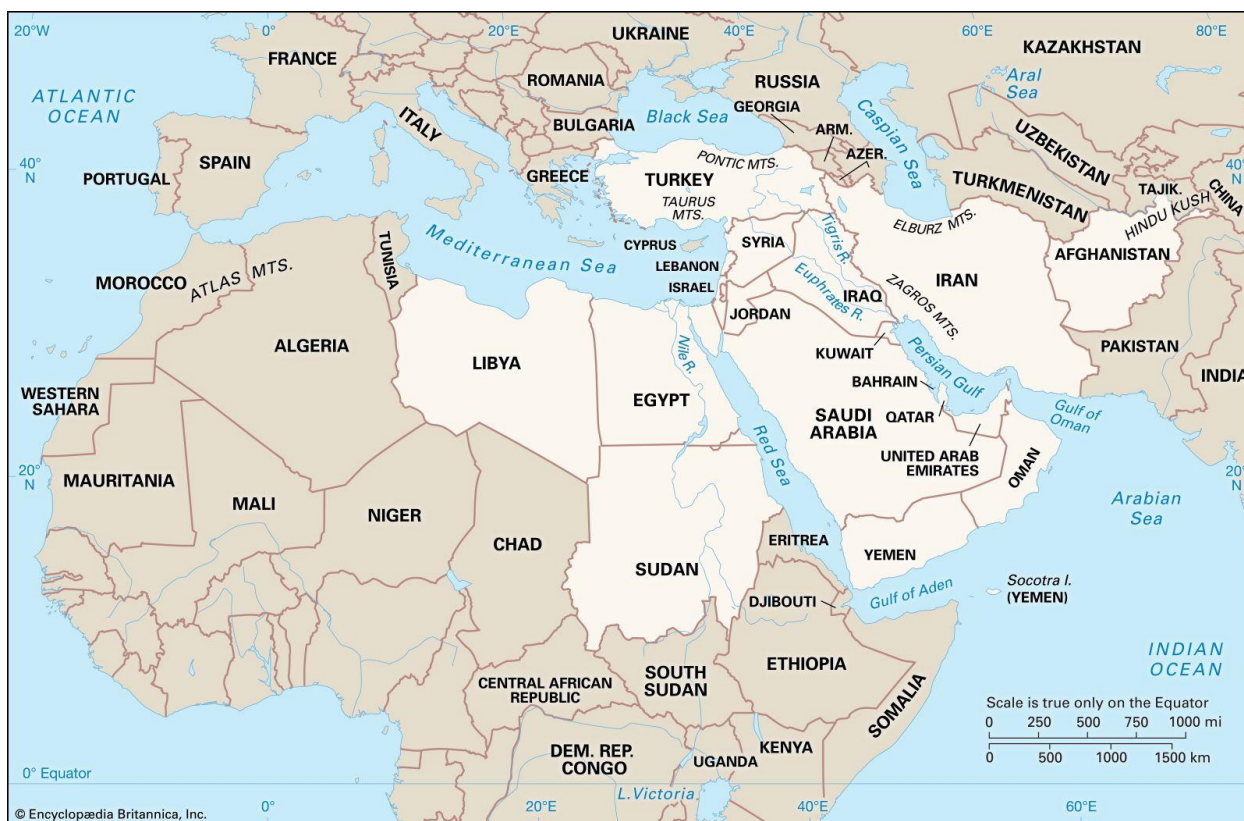 20°W
0°
20°E
40°E
60°E
80°E
UKRAINE
KAZAKHSTAN
FRANCE
ROMANIA
RUSSIA
Aral
Sea
ATLANTIC
OCEAN
ITALY
BULGARIA
Black Sea
GEORGIA
Caspian Sea
UZBEKISTAN
ARM.
AZER.
40°
N
40°
N
PORTUGAL
SPAIN
GREECE
TURKEY
PONTIC MTS.
TAURUS
MTS.
TURKMENISTAN
TAJIK.
CHINA
HINDU KUSH
ELBURZ MTS.
AFGHANISTAN
TUNISIA
Mediterranean Sea
CYPRUS
SYRIA
Tigris R.
LEBANON
ISRAEL
Euphrates R.
IRAQ
IRAN
ZAGROS MTS.
MOROCCO
ATLAS MTS.
JORDAN
ALGERIA
LIBYA
EGYPT
Nile R.
KUWAIT
Persian Gulf
PAKISTAN
INDIA
BAHRAIN
QATAR
WESTERN
SAHARA
SAUDI
ARABIA
Gulf of
Oman
UNITED ARAB
EMIRATES
OMAN
Red Sea
20°
N
20°
N
MAURITANIA
MALI
NIGER
CHAD
SUDAN
ERITREA
YEMEN
Arabian
Sea
Gulf of Aden
Socotra I.
(YEMEN)
DJIBOUTI
ETHIOPIA
SOMALIA
INDIAN
OCEAN
CENTRAL AFRICAN
REPUBLIC
SOUTH
SUDAN
Scale is true only on the Equator
0 250 500 750 1000 mi
0 500 1000 1500 km
DEM. REP.
CONGO
UGANDA
KENYA
L.Victoria
0° Equator
© Encyclopædia Britannica, Inc.
0°
20°E
40°
60°E